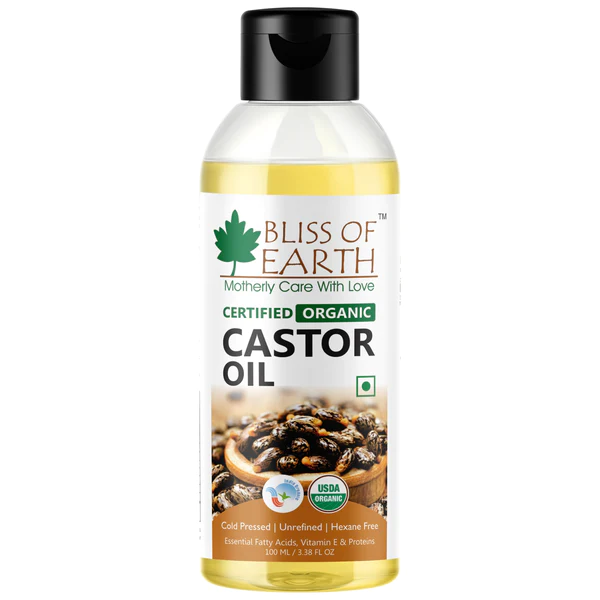 BLISS OF
EARTH
TM
Motherly Care With Love
CERTIFIED ORGANIC
CASTOR
OIL
USDA
ORGANIC
Cold Pressed | Unrefined | Hexane Free
Essential Fatty Acids, Vitamin E & Proteins
100 ML / 3.38 FL OZ